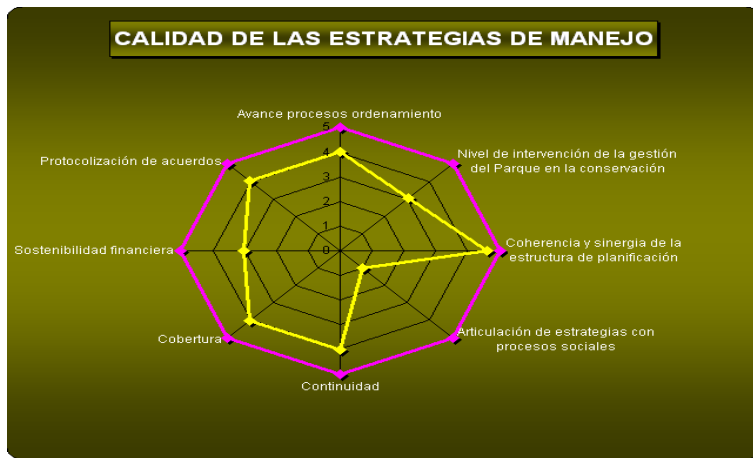 CALIDAD DE LAS ESTRATEGIAS DE MANEJO
Avance procesos ordenamiento
5
4
3
2
1
0
Nivel de intervención de la gestión
del Parque en la conservación
Coherencia y sinergia de la
estructura de planificación
Articulación de estrategias con
procesos sociales
Continuidad
Cobertura
Sostenibilidad financiera
Protocolización de acuerdos